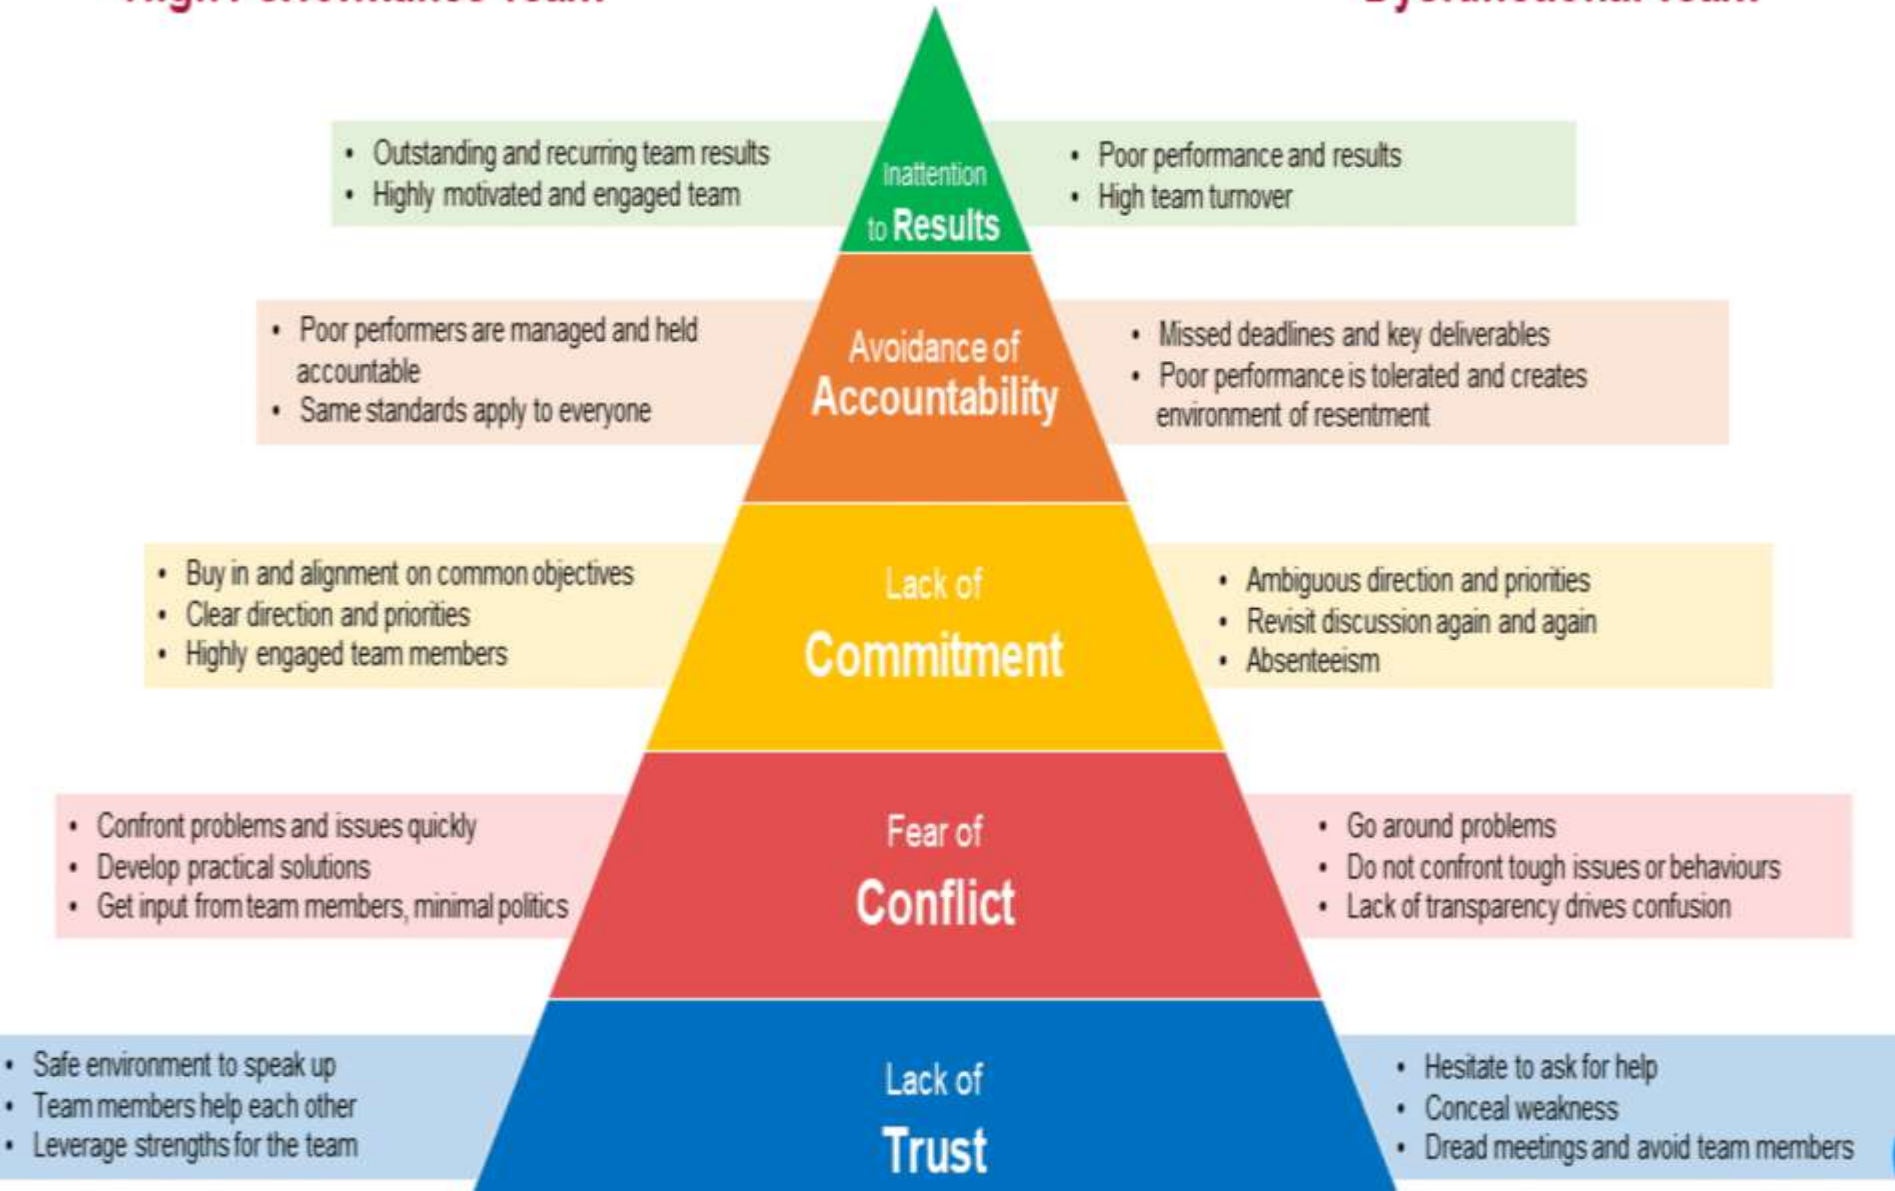 High Performance Team
Dysfunctional Team
• Outstanding and recurring team results
• Highly motivated and engaged team
Inattention
to Results
• Poor performance and results
• High team turnover
• Poor performers are managed and held
accountable
• Same standards apply to everyone
Avoidance of
Accountability
• Missed deadlines and key deliverables
• Poor performance is tolerated and creates
environment of resentment
• Buy in and alignment on common objectives
• Clear direction and priorities
• Highly engaged team members
Lack of
Commitment
• Ambiguous direction and priorities
• Revisit discussion again and again
• Absenteeism
• Confront problems and issues quickly
• Develop practical solutions
• Get input from team members, minimal politics
Fear of
Conflict
• Go around problems
• Do not confront tough issues or behaviours
• Lack of transparency drives confusion
• Safe environment to speak up
• Team members help each other
• Leverage strengths for the team
Lack of
Trust
• Hesitate to ask for help
• Conceal weakness
• Dread meetings and avoid team members